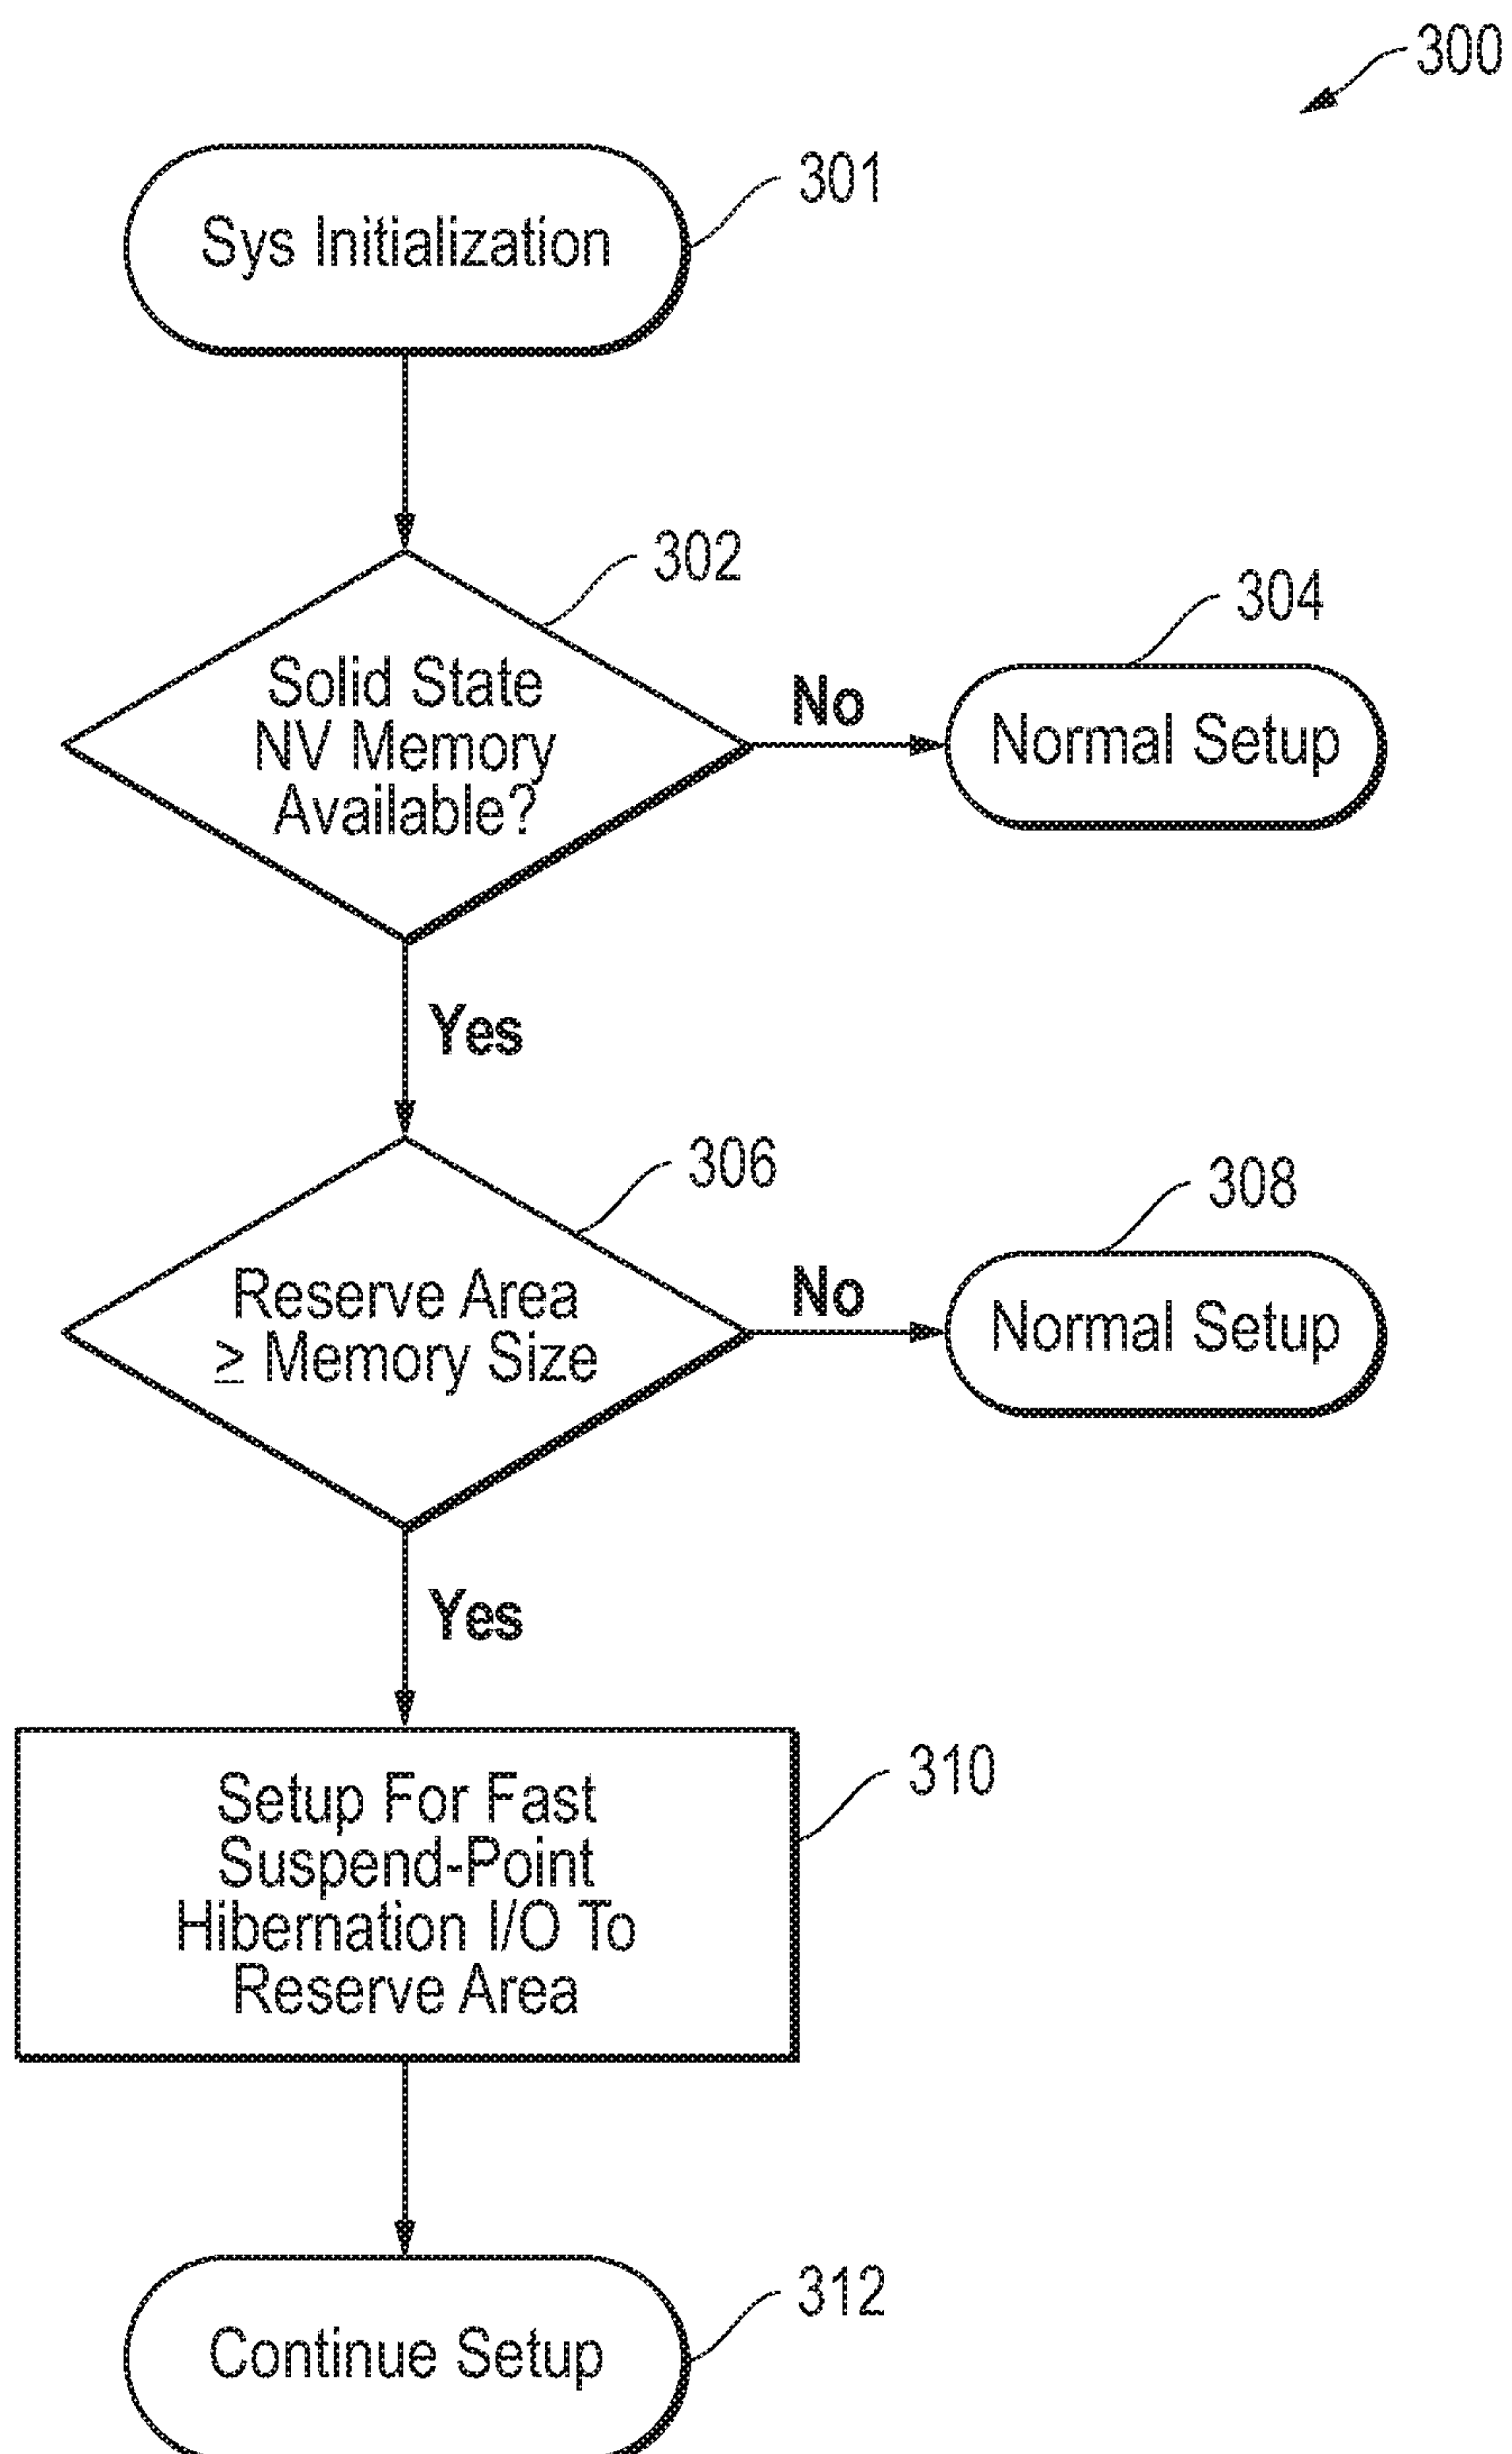 300
301
Sys Initialization
302
Solid State
NV Memory
Available?
No
304
Normal Setup
Yes
306
Reserve Area
≥ Memory Size
No
308
Normal Setup
Yes
310
Setup For Fast
Suspend-Point
Hibernation I/O To
Reserve Area
312
Continue Setup